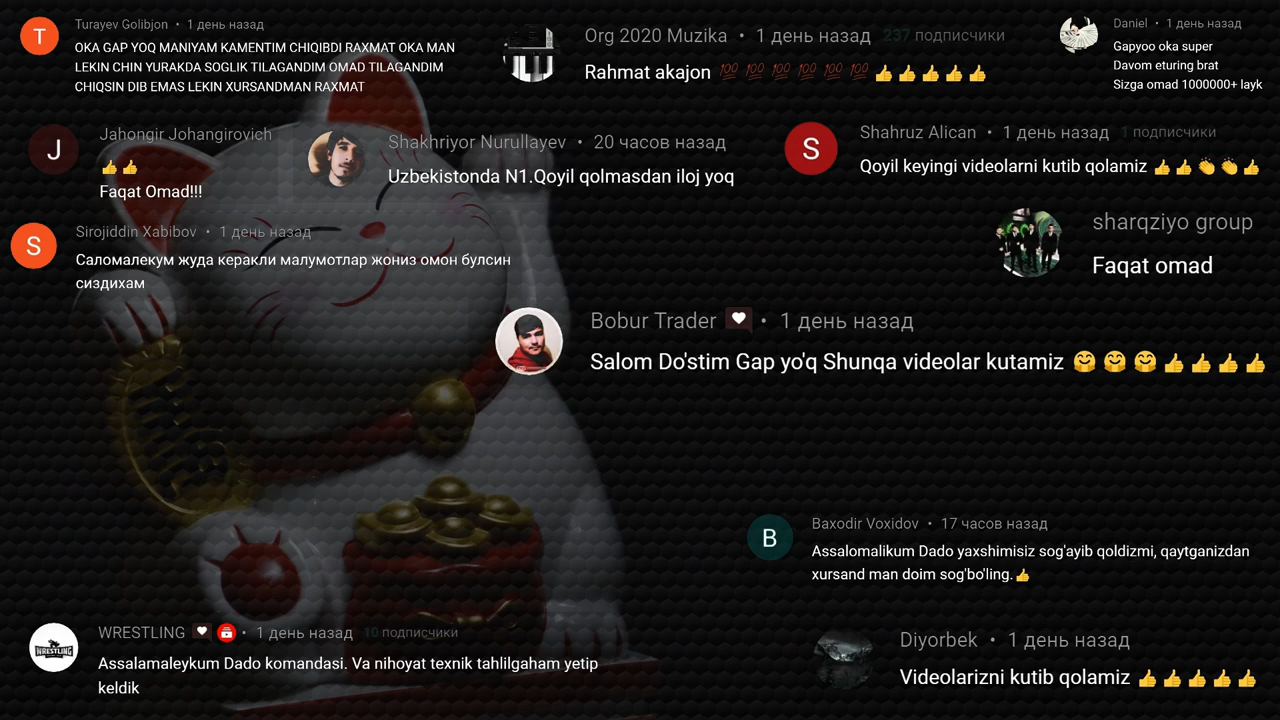 T
Turayev Golibjon • 1 день назад
OKA GAP YOQ MANIYAM KAMENTIM CHIQIBDI RAXMAT OKA MAN
LEKIN CHIN YURAKDA SOGLIK TILAGANDIM OMAD TILAGANDIM
CHIQSIN DIB EMAS LEKIN XURSANDMAN RAXMAT
Org 2020 Muzika • 1 день назад 237 подписчики
Rahmat akajon 💯 💯 💯 💯 💯 💯 👍 👍 👍 👍 👍
Daniel • 1 день назад
Gapyoo oka super
Davom eturing brat
Sizga omad 1000000+ layk
J
Jahongir Johangirovich
👍 👍
Faqat Omad!!!
Shakhriyor Nurullayev • 20 часов назад
Uzbekistonda N1.Qoyil qolmasdan iloj yoq
S
Shahruz Alican • 1 день назад 1 подписчики
Qoyil keyingi videolarni kutib qolamiz 👍 👍 👏 👏 👍
S
Sirojiddin Xabibov • 1 день назад
Саломалекум жуда керакли малумотлар жониз омон булсин
сиздихам
sharqziyo group
Faqat omad
Bobur Trader • 1 день назад
Salom Do'stim Gap yo'q Shunqa videolar kutamiz 🤗 🤗 🤗 👍 👍 👍 👍
B
Baxodir Voxidov • 17 часов назад
Assalomalikum Dado yaxshimisiz sog'ayib qoldizmi, qaytganizdan
xursand man doim sog'bo'ling.👍
WRESTLING
WRESTLING • 1 день назад 10 подписчики
Assalamaleykum Dado komandasi. Va nihoyat texnik tahlilgaham yetip
keldik
Diyorbek • 1 день назад
Videolarizni kutib qolamiz 👍 👍 👍 👍 👍